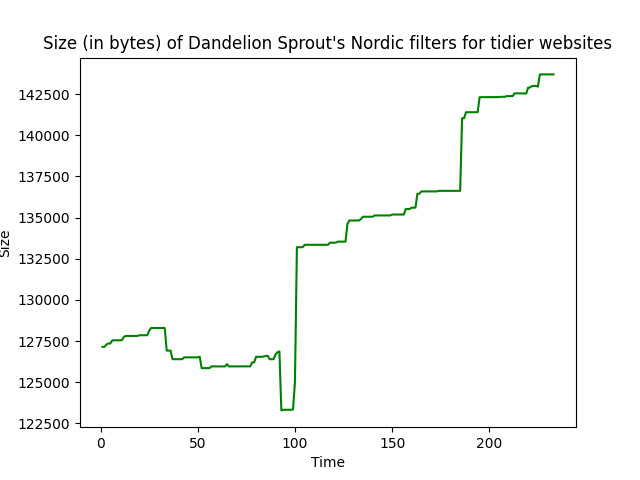 Size (in bytes) of Dandelion Sprout's Nordic filters for tidier websites
142500
140000
137500
135000
132500
130000
127500
125000
122500
Size
0 50 100 150 200
Time